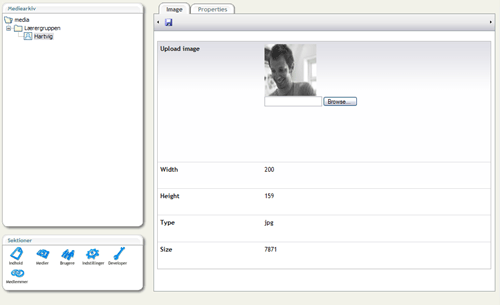 Mediearkiv
media
Lærergruppen
Hartvig
Sektioner
Indhold Medier Brugere Indstillinger Developer
Medlemmer
Image Properties
Upload image
Browse...
Width 200
Height 159
Type jpg
Size 7871